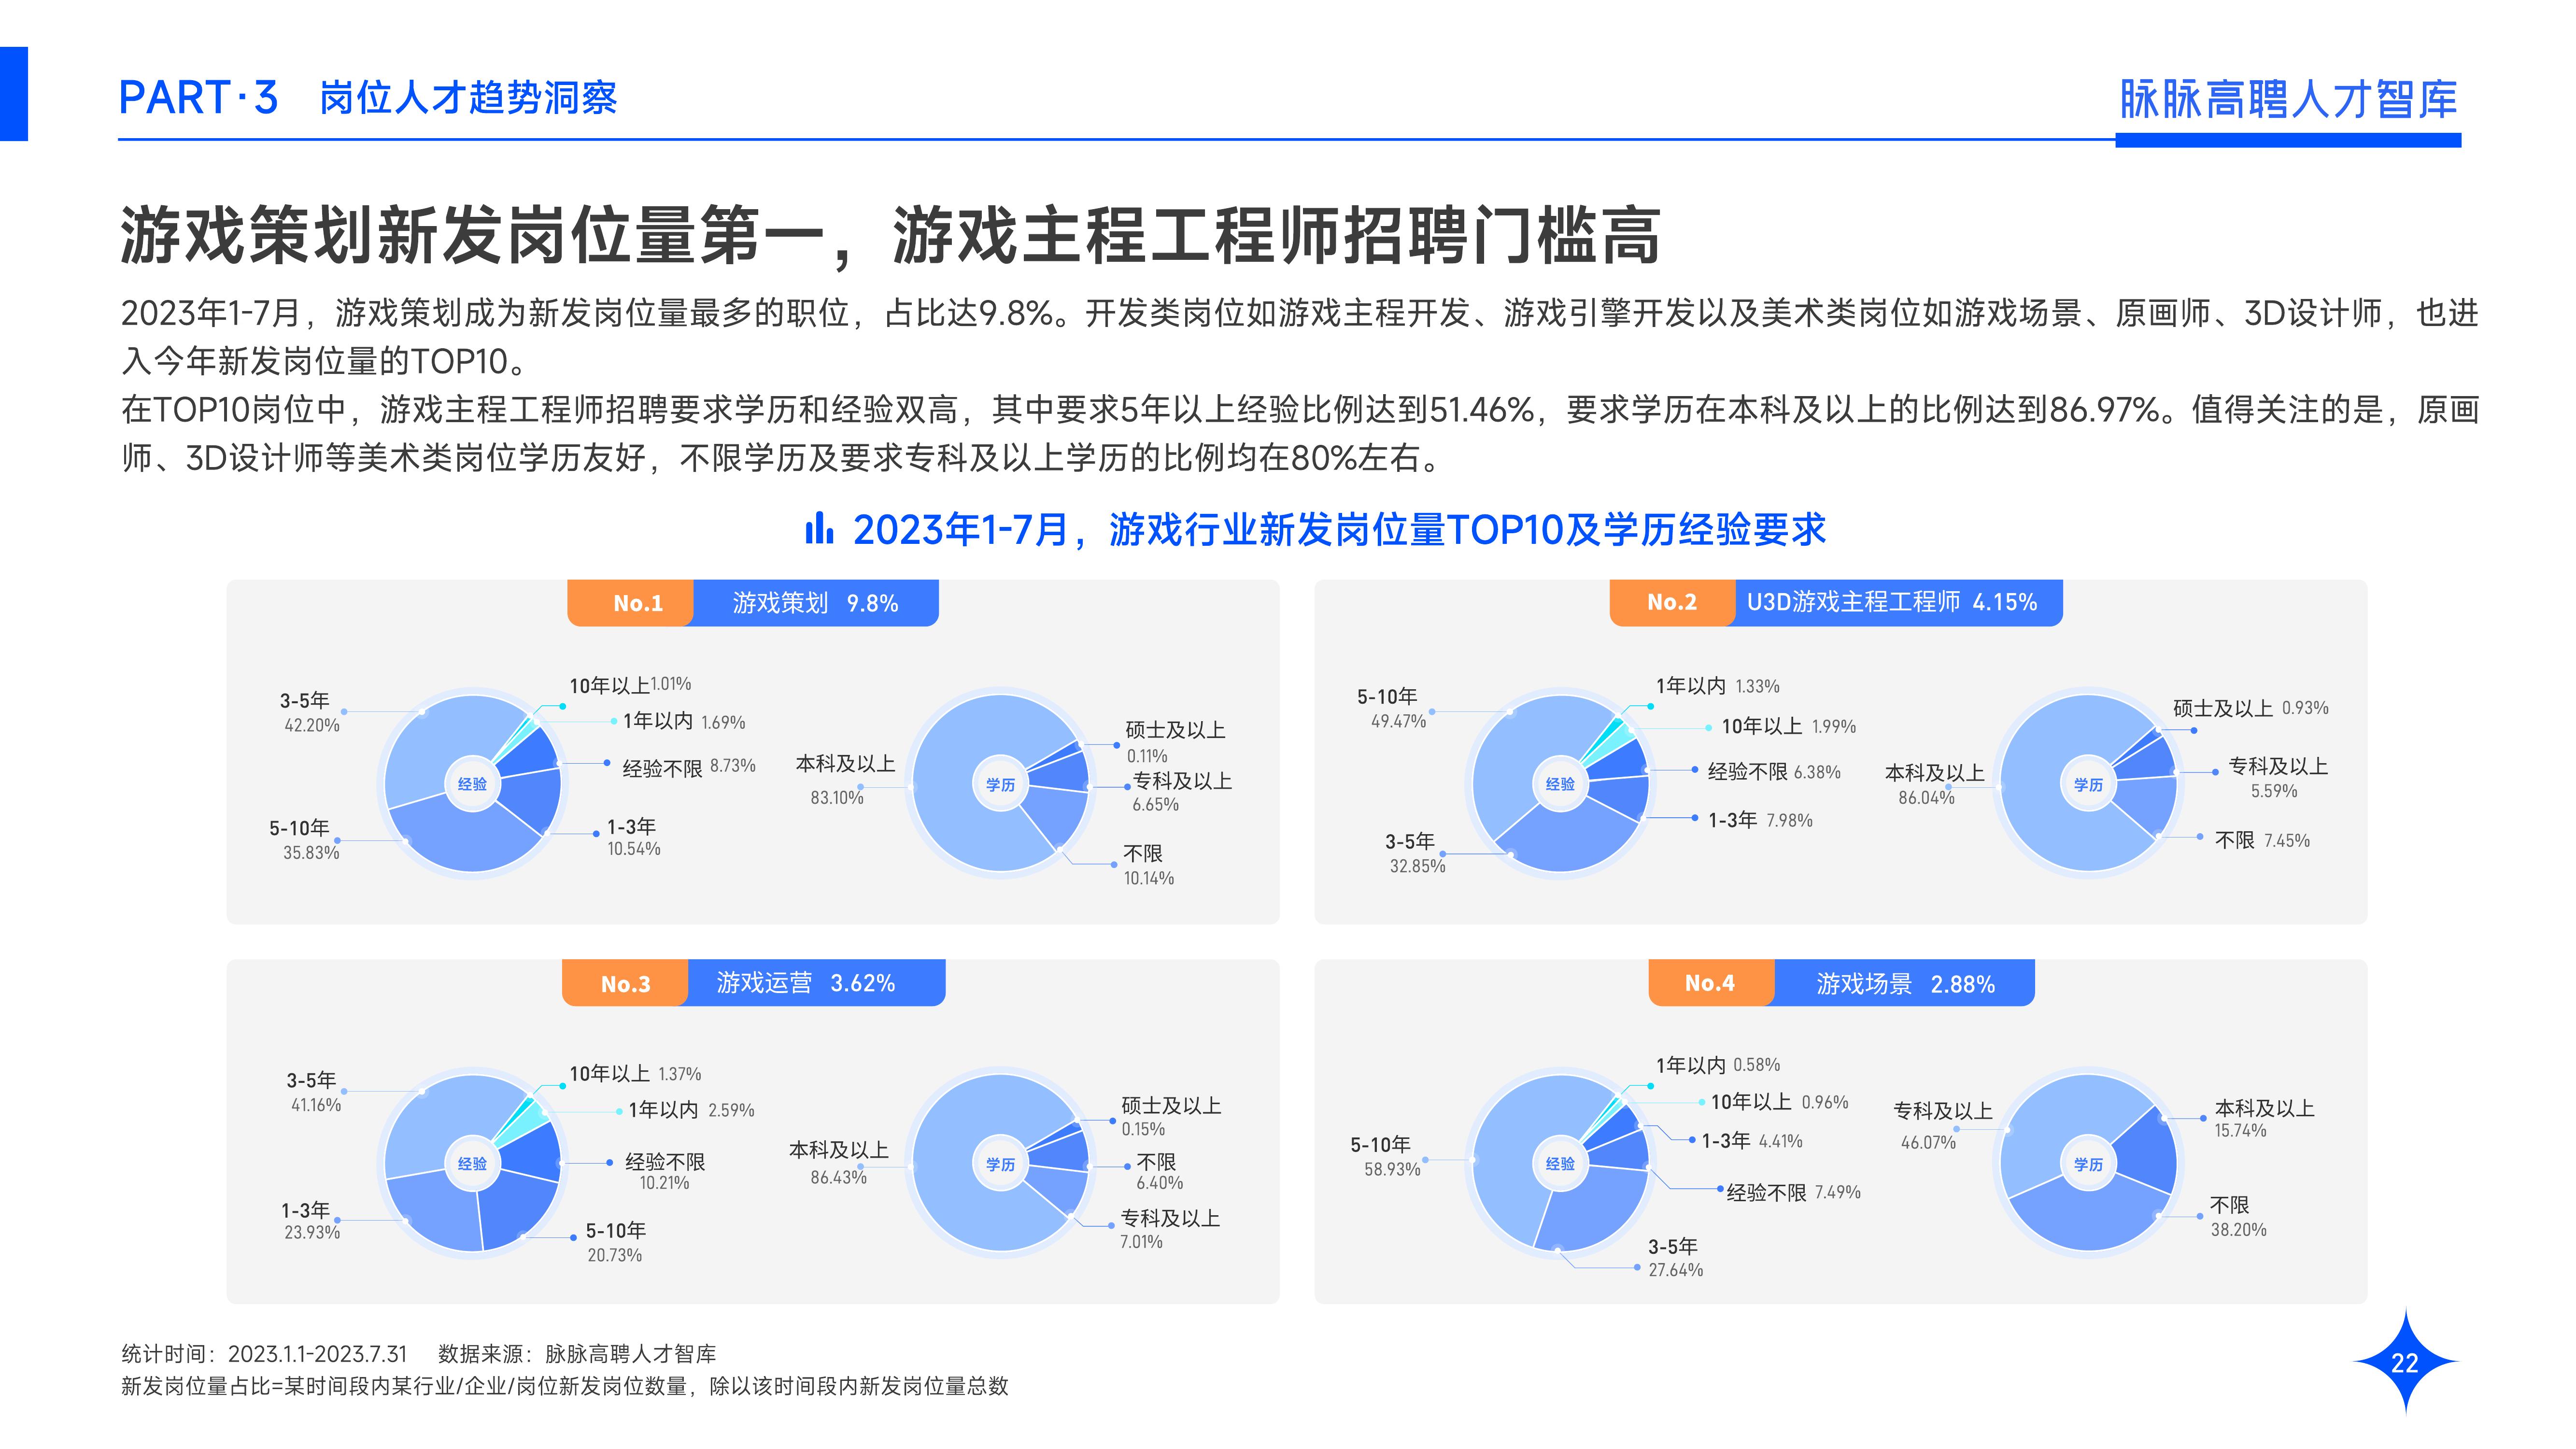 PART·3 岗位人才趋势洞察
脉脉高聘人才智库
游戏策划新发岗位量第一，游戏主程工程师招聘门槛高
2023年1-7月，游戏策划成为新发岗位量最多的职位，占比达9.8%。开发类岗位如游戏主程开发、游戏引擎开发以及美术类岗位如游戏场景、原画师、3D设计师，也进
入今年新发岗位量的TOP10。
在TOP10岗位中，游戏主程工程师招聘要求学历和经验双高，其中要求5年以上经验比例达到51.46%，要求学历在本科及以上的比例达到86.97%。值得关注的是，原画
师、3D设计师等美术类岗位学历友好，不限学历及要求专科及以上学历的比例均在80%左右。
2023年1-7月，游戏行业新发岗位量TOP10及学历经验要求
No.1 游戏策划 9.8%
3-5年
42.20%
5-10年
35.83%
经验
10年以上1.01%
1年以内 1.69%
经验不限 8.73%
1-3年
10.54%
本科及以上
83.10%
学历
硕士及以上
0.11%
专科及以上
6.65%
不限
10.14%
No.2 U3D游戏主程工程师 4.15%
5-10年
49.47%
3-5年
32.85%
经验
1年以内 1.33%
10年以上 1.99%
经验不限 6.38%
1-3年 7.98%
本科及以上
86.04%
学历
硕士及以上 0.93%
专科及以上
5.59%
不限 7.45%
No.3 游戏运营 3.62%
3-5年
41.16%
1-3年
23.93%
经验
10年以上 1.37%
1年以内 2.59%
经验不限
10.21%
5-10年
20.73%
本科及以上
86.43%
学历
硕士及以上
0.15%
不限
6.40%
专科及以上
7.01%
No.4 游戏场景 2.88%
5-10年
58.93%
经验
1年以内 0.58%
10年以上 0.96%
1-3年 4.41%
经验不限 7.49%
3-5年
27.64%
专科及以上
46.07%
学历
本科及以上
15.74%
不限
38.20%
统计时间：2023.1.1-2023.7.31 数据来源：脉脉高聘人才智库
新发岗位量占比=某时间段内某行业/企业/岗位新发岗位数量，除以该时间段内新发岗位量总数
22